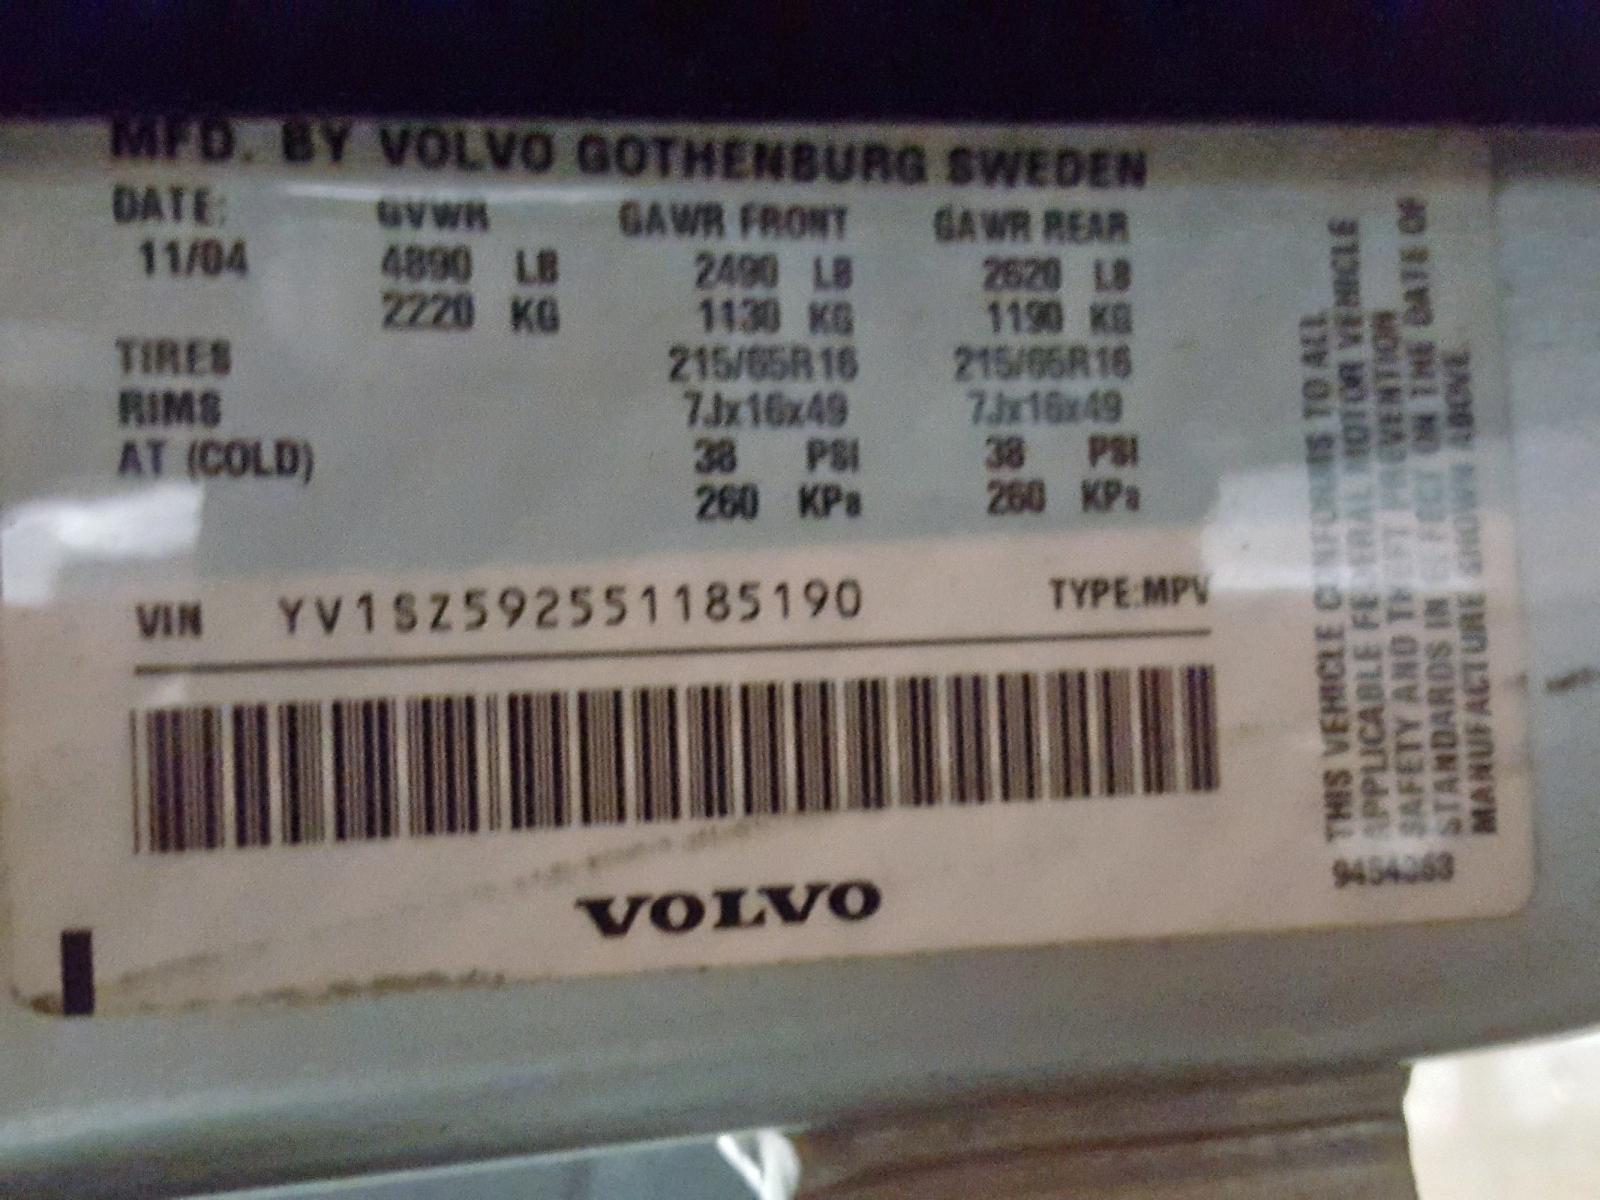 MFD. BY VOLVO GOTHENBURG SWEDEN
DATE: GVWR GAWR FRONT GAWR REAR
11/04 4890 LB 2490 LB 2620 LB
2220 KG 1130 KG 1190 KG
TIRES 215/65R16 215/65R16
RIMS 7Jx16x49 7Jx16x49
AT (COLD) 38 PSI 38 PSI
260 KPa 260 KPa
VIN YV1SZ592551185190 TYPE:MPV
VOLVO
THIS VEHICLE CONFORMS TO ALL
APPLICABLE FEDERAL MOTOR VEHICLE
SAFETY AND THEFT PREVENTION
STANDARDS IN EFFECT ON THE DATE OF
MANUFACTURE SHOWN ABOVE.